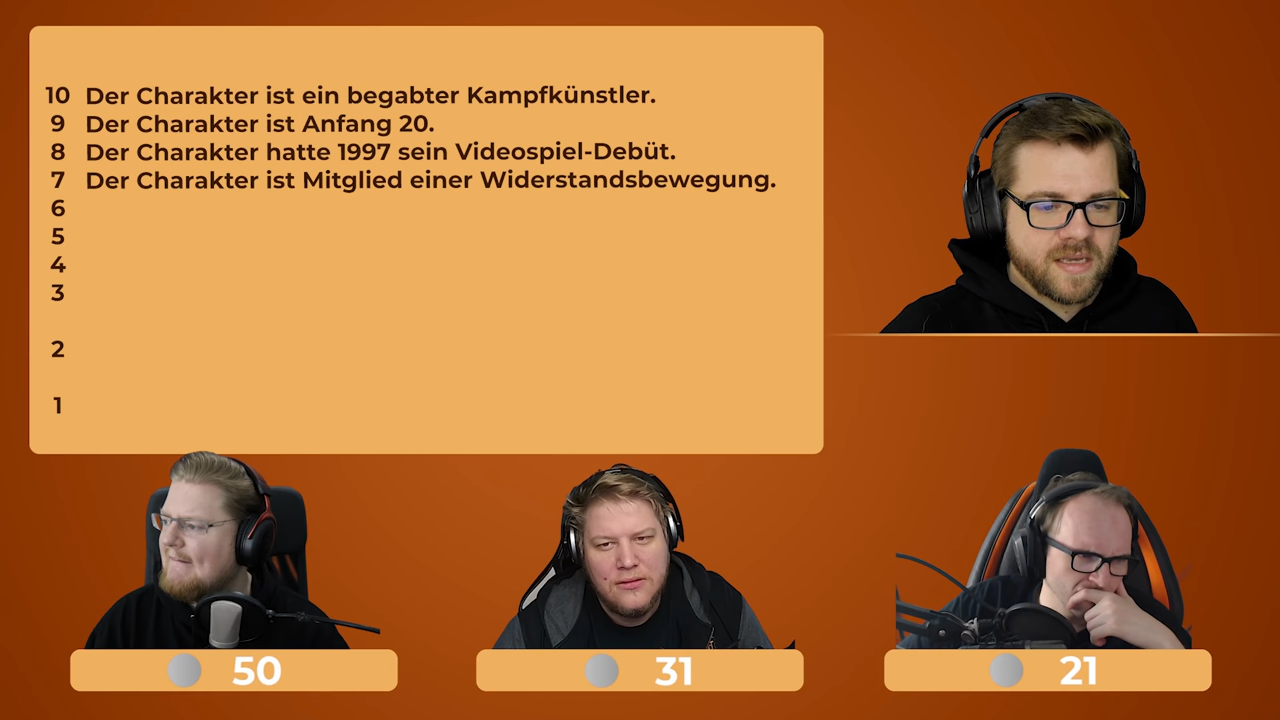 10 Der Charakter ist ein begabter Kampfkünstler.
9 Der Charakter ist Anfang 20.
8 Der Charakter hatte 1997 sein Videospiel-Debüt.
7 Der Charakter ist Mitglied einer Widerstandsbewegung.
6
5
4
3
2
1
50
31
21